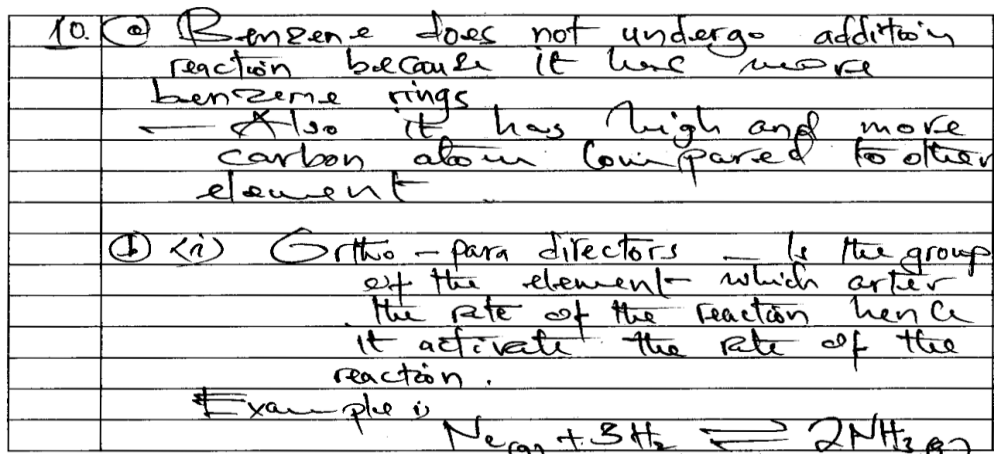 10. (a) Benzene does not undergo addition
reaction because it has more
benzene rings
— Also it has high and more
carbon atom compared to other
element.
(b) (i) Ortho - para directors — Is the group
of the element which arter
the rate of the reaction hence
it activate the rate of the
reaction.
Example is
N₂(g) + 3H₂ ⇌ 2NH₃(g)